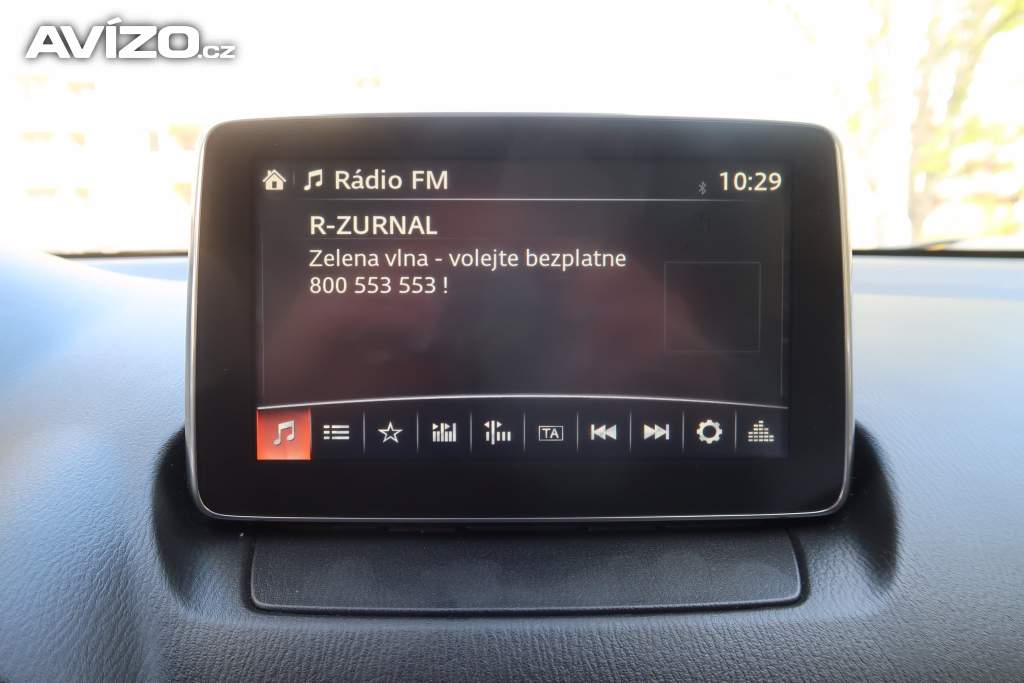 AVÍZO.cz
Rádio FM
10:29
R-ZURNAL
Zelena vlna - volejte bezplatne
800 553 553 !
TA